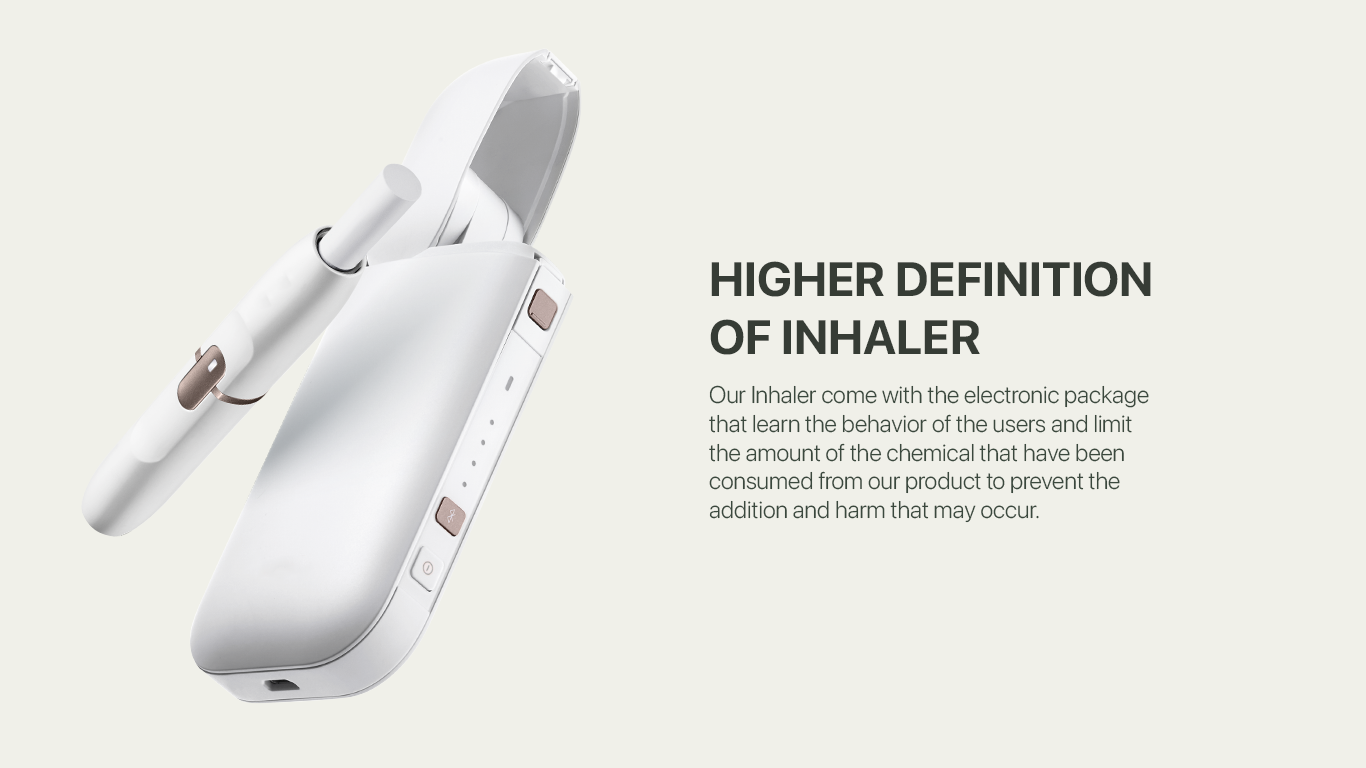 HIGHER DEFINITION
OF INHALER
Our Inhaler come with the electronic package
that learn the behavior of the users and limit
the amount of the chemical that have been
consumed from our product to prevent the
addition and harm that may occur.